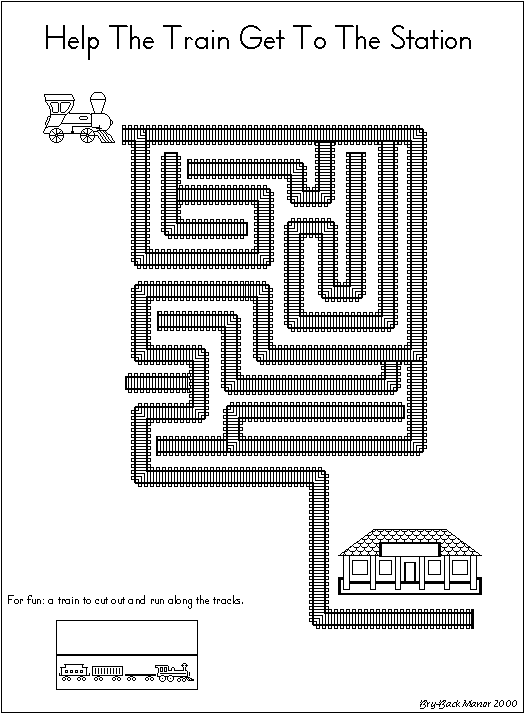 Help The Train Get To The Station
For fun: a train to cut out and run along the tracks.
Bry-Back Manor 2000